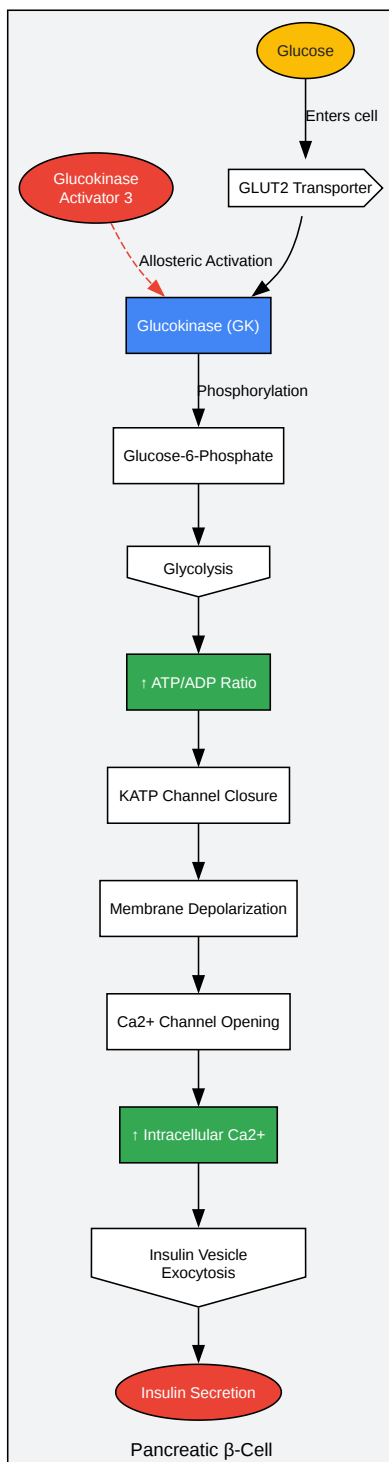 Glucose
Enters cell
Glucokinase
Activator 3
GLUT2 Transporter
Allosteric Activation
Glucokinase (GK)
Phosphorylation
Glucose-6-Phosphate
Glycolysis
↑ ATP/ADP Ratio
KATP Channel Closure
Membrane Depolarization
Ca2+ Channel Opening
↑ Intracellular Ca2+
Insulin Vesicle
Exocytosis
Insulin Secretion
Pancreatic β-Cell